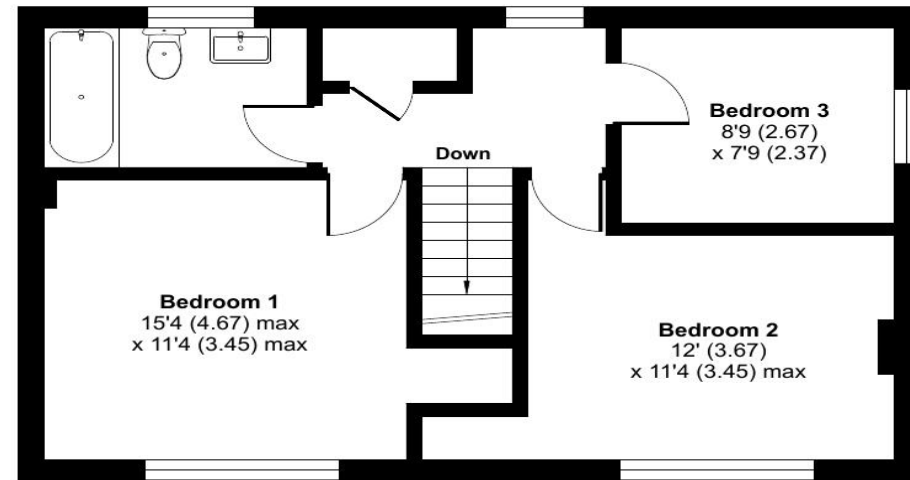 Bedroom 3
8'9 (2.67)
x 7'9 (2.37)
Down
Bedroom 1
15'4 (4.67) max
x 11'4 (3.45) max
Bedroom 2
12' (3.67)
x 11'4 (3.45) max